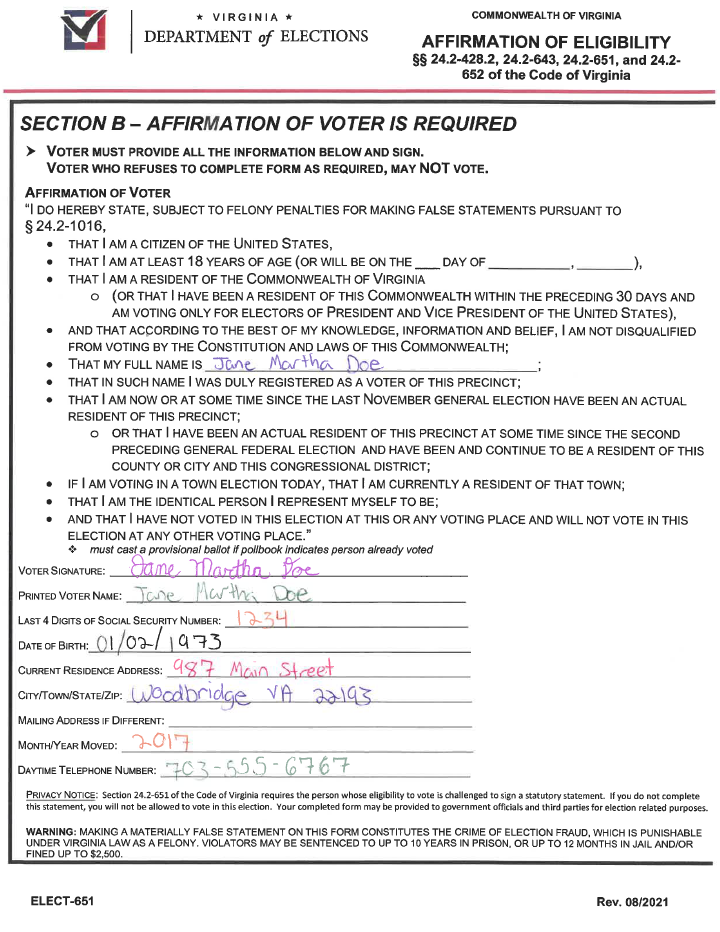 ★ VIRGINIA ★
DEPARTMENT of ELECTIONS
COMMONWEALTH OF VIRGINIA
AFFIRMATION OF ELIGIBILITY
§§ 24.2-428.2, 24.2-643, 24.2-651, and 24.2-
652 of the Code of Virginia
SECTION B – AFFIRMATION OF VOTER IS REQUIRED
➤ VOTER MUST PROVIDE ALL THE INFORMATION BELOW AND SIGN.
VOTER WHO REFUSES TO COMPLETE FORM AS REQUIRED, MAY NOT VOTE.
AFFIRMATION OF VOTER
"I DO HEREBY STATE, SUBJECT TO FELONY PENALTIES FOR MAKING FALSE STATEMENTS PURSUANT TO
§ 24.2-1016,
• THAT I AM A CITIZEN OF THE UNITED STATES,
• THAT I AM AT LEAST 18 YEARS OF AGE (OR WILL BE ON THE ___ DAY OF __________, _______),
• THAT I AM A RESIDENT OF THE COMMONWEALTH OF VIRGINIA
o (OR THAT I HAVE BEEN A RESIDENT OF THIS COMMONWEALTH WITHIN THE PRECEDING 30 DAYS AND
AM VOTING ONLY FOR ELECTORS OF PRESIDENT AND VICE PRESIDENT OF THE UNITED STATES),
• AND THAT ACCORDING TO THE BEST OF MY KNOWLEDGE, INFORMATION AND BELIEF, I AM NOT DISQUALIFIED
FROM VOTING BY THE CONSTITUTION AND LAWS OF THIS COMMONWEALTH;
• THAT MY FULL NAME IS Jane Martha Doe ;
• THAT IN SUCH NAME I WAS DULY REGISTERED AS A VOTER OF THIS PRECINCT;
• THAT I AM NOW OR AT SOME TIME SINCE THE LAST NOVEMBER GENERAL ELECTION HAVE BEEN AN ACTUAL
RESIDENT OF THIS PRECINCT;
o OR THAT I HAVE BEEN AN ACTUAL RESIDENT OF THIS PRECINCT AT SOME TIME SINCE THE SECOND
PRECEDING GENERAL FEDERAL ELECTION AND HAVE BEEN AND CONTINUE TO BE A RESIDENT OF THIS
COUNTY OR CITY AND THIS CONGRESSIONAL DISTRICT;
• IF I AM VOTING IN A TOWN ELECTION TODAY, THAT I AM CURRENTLY A RESIDENT OF THAT TOWN;
• THAT I AM THE IDENTICAL PERSON I REPRESENT MYSELF TO BE;
• AND THAT I HAVE NOT VOTED IN THIS ELECTION AT THIS OR ANY VOTING PLACE AND WILL NOT VOTE IN THIS
ELECTION AT ANY OTHER VOTING PLACE."
❖ must cast a provisional ballot if pollbook indicates person already voted
VOTER SIGNATURE: Jane Martha Doe
PRINTED VOTER NAME: Jane Martha Doe
LAST 4 DIGITS OF SOCIAL SECURITY NUMBER: 1234
DATE OF BIRTH: 01/02/1973
CURRENT RESIDENCE ADDRESS: 987 Main Street
CITY/TOWN/STATE/ZIP: Woodbridge VA 22193
MAILING ADDRESS IF DIFFERENT:
MONTH/YEAR MOVED: 2017
DAYTIME TELEPHONE NUMBER: 703-555-6767
PRIVACY NOTICE: Section 24.2-651 of the Code of Virginia requires the person whose eligibility to vote is challenged to sign a statutory statement. If you do not complete
this statement, you will not be allowed to vote in this election. Your completed form may be provided to government officials and third parties for election related purposes.
WARNING: MAKING A MATERIALLY FALSE STATEMENT ON THIS FORM CONSTITUTES THE CRIME OF ELECTION FRAUD, WHICH IS PUNISHABLE
UNDER VIRGINIA LAW AS A FELONY. VIOLATORS MAY BE SENTENCED TO UP TO 10 YEARS IN PRISON, OR UP TO 12 MONTHS IN JAIL AND/OR
FINED UP TO $2,500.
ELECT-651
Rev. 08/2021